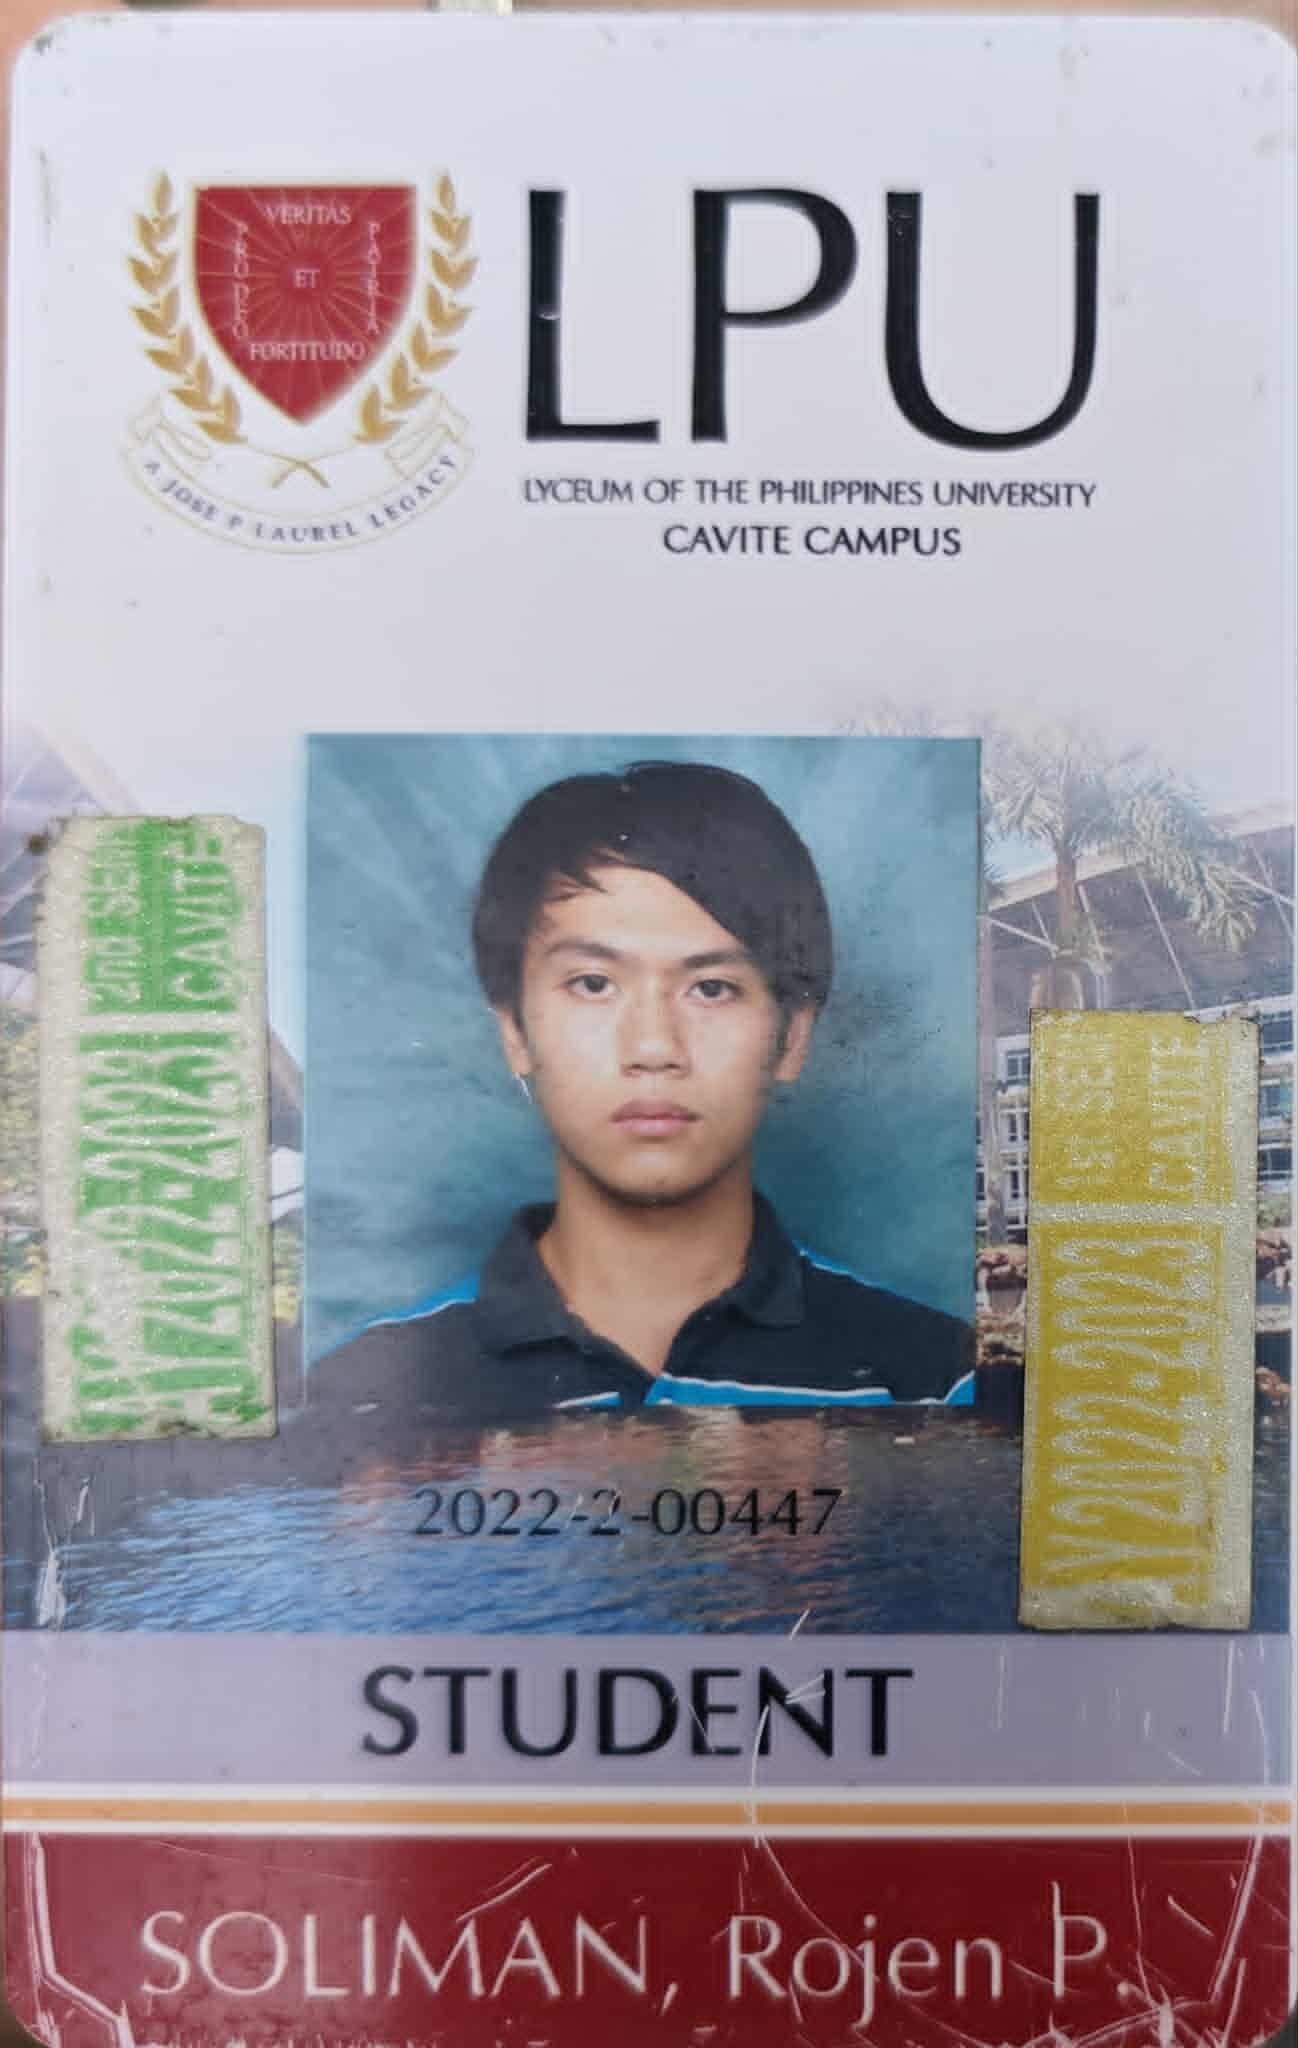 VERITAS
PRO DEO
ET
PATRIA
FORTITUDO
A JOSE P LAUREL LEGACY
LPU
LYCEUM OF THE PHILIPPINES UNIVERSITY
CAVITE CAMPUS
2nd SEM
CAVITE
AY2022-2023
1st SEM
CAVITE
AY2022-2023
2022-2-00447
STUDENT
SOLIMAN, Rojen P.